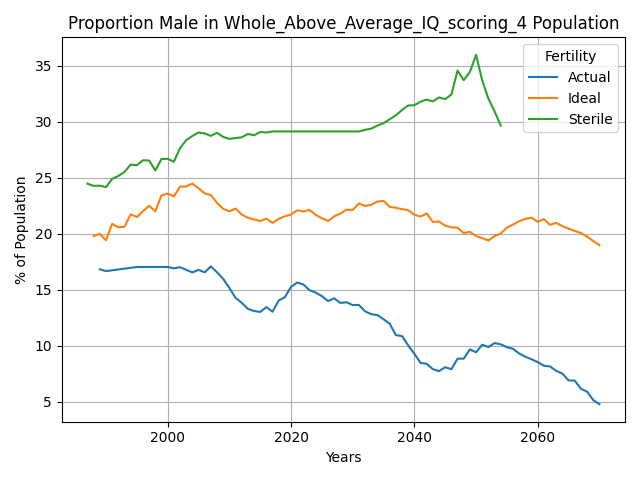 Proportion Male in Whole_Above_Average_IQ_scoring_4 Population
Fertility
Actual
Ideal
Sterile
% of Population
35
30
25
20
15
10
5
2000
2020
2040
2060
Years